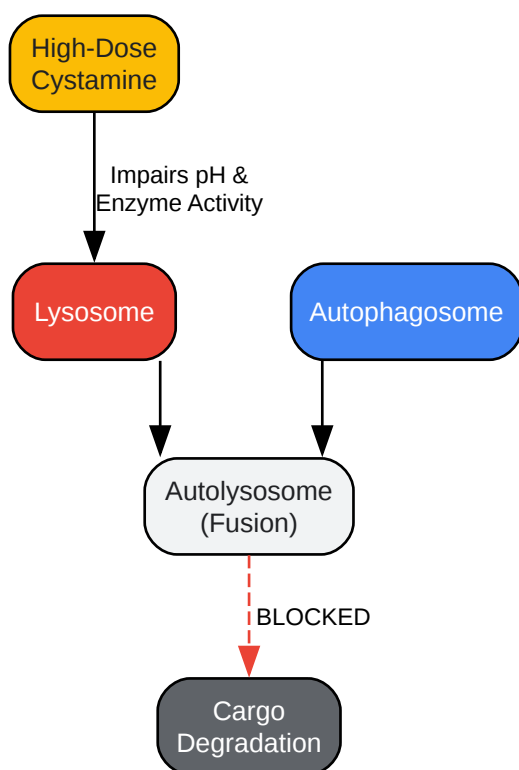 High-Dose
Cystamine
Impairs pH &
Enzyme Activity
Lysosome
Autophagosome
Autolysosome
(Fusion)
BLOCKED
Cargo
Degradation